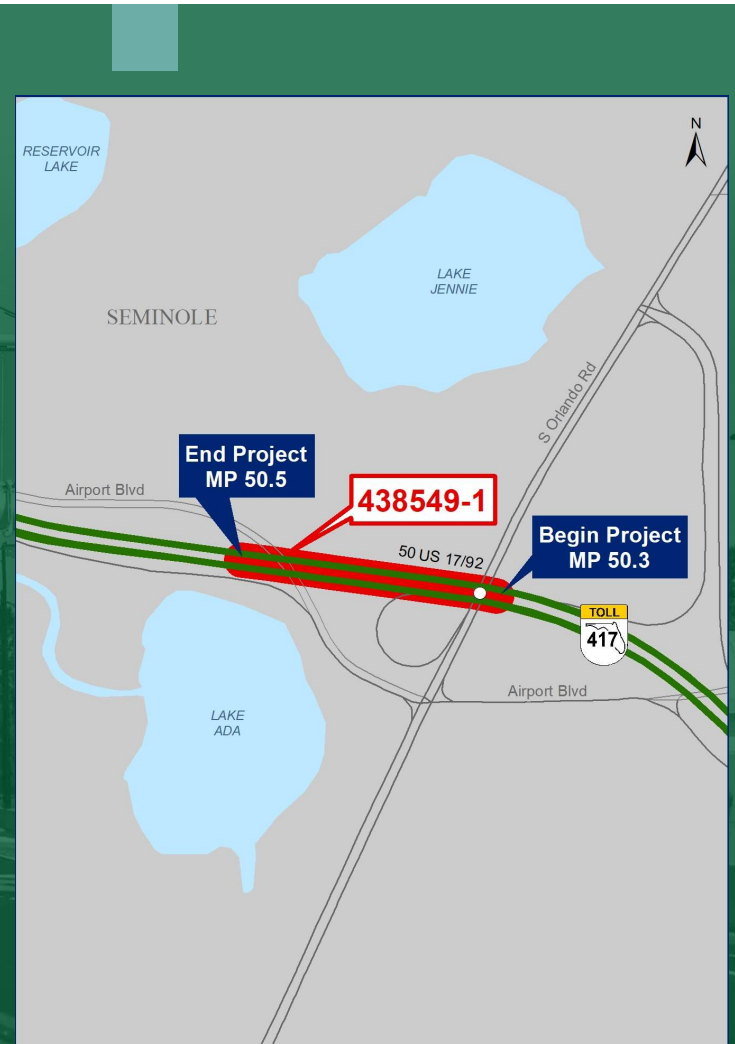 N
RESERVOIR
LAKE
LAKE
JENNIE
SEMINOLE
S Orlando Rd
End Project
MP 50.5
Airport Blvd
438549-1
50 US 17/92
Begin Project
MP 50.3
TOLL
417
Airport Blvd
LAKE
ADA